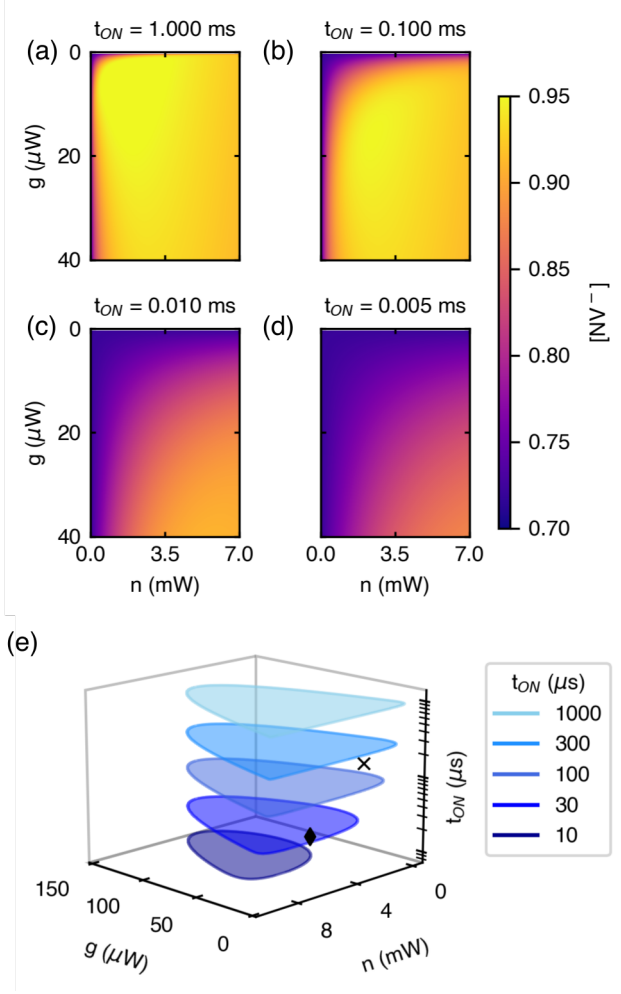 t_ON = 1.000 ms
t_ON = 0.100 ms
(a)
(b)
0
20
40
g (μW)
0.95
0.90
0.85
0.80
0.75
0.70
[NV⁻]
t_ON = 0.010 ms
t_ON = 0.005 ms
(c)
(d)
0
20
40
g (μW)
0.0 3.5 7.0
0.0 3.5 7.0
n (mW)
n (mW)
(e)
t_ON (μs)
1000
300
100
30
10
t_ON (μs)
150
100
50
0
g (μW)
8
4
0
n (mW)